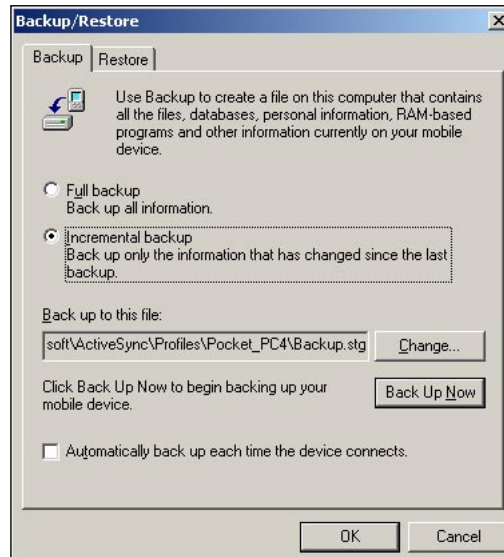 Backup/Restore
Backup
Restore
Use Backup to create a file on this computer that contains
all the files, databases, personal information, RAM-based
programs and other information currently on your mobile
device.
Full backup
Back up all information.
Incremental backup
Back up only the information that has changed since the last
backup.
Back up to this file:
soft\ActiveSync\Profiles\Pocket_PC4\Backup.stg
Change...
Click Back Up Now to begin backing up your
mobile device.
Back Up Now
Automatically back up each time the device connects.
OK
Cancel